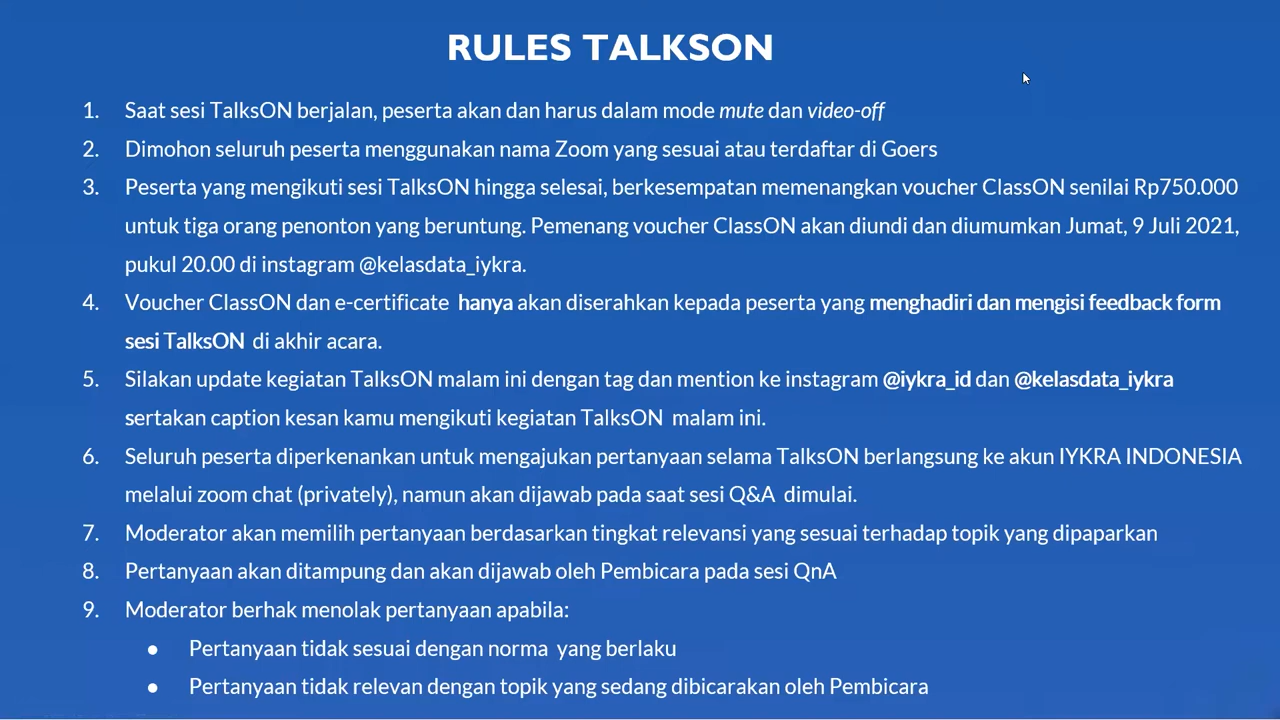 RULES TALKSON
1. Saat sesi TalksON berjalan, peserta akan dan harus dalam mode mute dan video-off
2. Dimohon seluruh peserta menggunakan nama Zoom yang sesuai atau terdaftar di Goers
3. Peserta yang mengikuti sesi TalksON hingga selesai, berkesempatan memenangkan voucher ClassON senilai Rp750.000
untuk tiga orang penonton yang beruntung. Pemenang voucher ClassON akan diundi dan diumumkan Jumat, 9 Juli 2021,
pukul 20.00 di instagram @kelasdata_iykra.
4. Voucher ClassON dan e-certificate hanya akan diserahkan kepada peserta yang menghadiri dan mengisi feedback form
sesi TalksON di akhir acara.
5. Silakan update kegiatan TalksON malam ini dengan tag dan mention ke instagram @iykra_id dan @kelasdata_iykra
sertakan caption kesan kamu mengikuti kegiatan TalksON malam ini.
6. Seluruh peserta diperkenankan untuk mengajukan pertanyaan selama TalksON berlangsung ke akun IYKRA INDONESIA
melalui zoom chat (privately), namun akan dijawab pada saat sesi Q&A dimulai.
7. Moderator akan memilih pertanyaan berdasarkan tingkat relevansi yang sesuai terhadap topik yang dipaparkan
8. Pertanyaan akan ditampung dan akan dijawab oleh Pembicara pada sesi QnA
9. Moderator berhak menolak pertanyaan apabila:
● Pertanyaan tidak sesuai dengan norma yang berlaku
● Pertanyaan tidak relevan dengan topik yang sedang dibicarakan oleh Pembicara